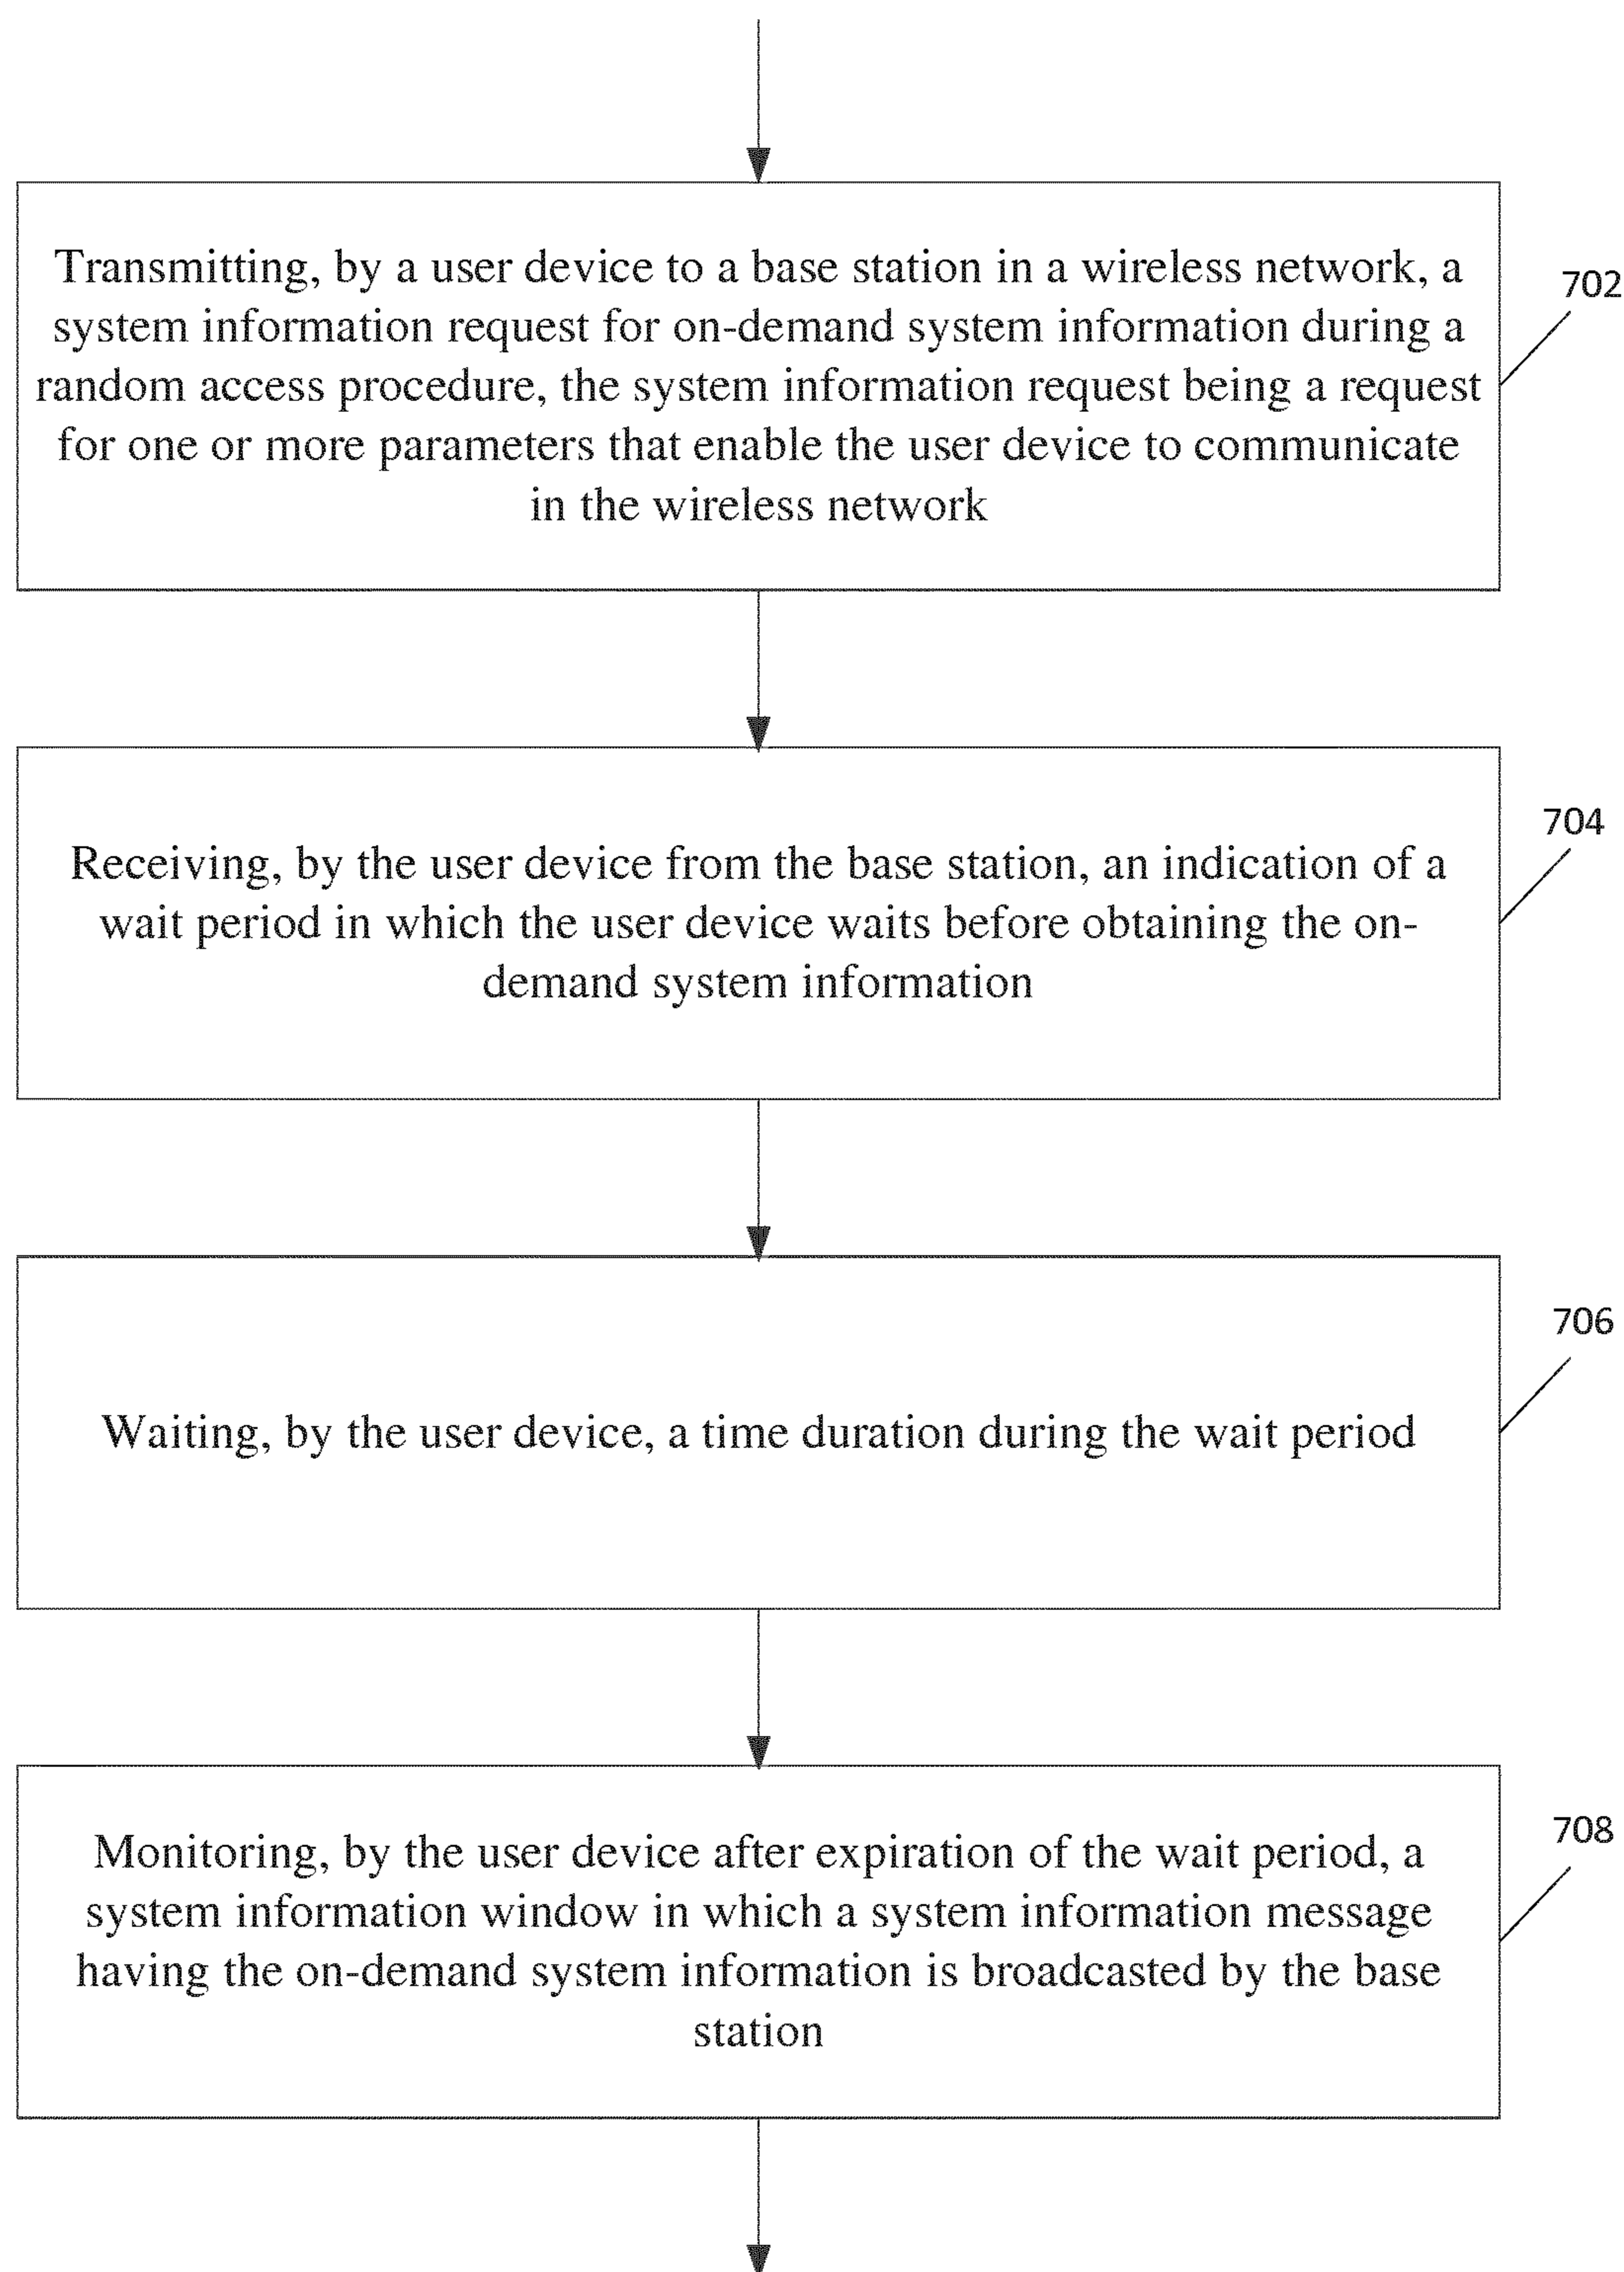 Transmitting, by a user device to a base station in a wireless network, a
system information request for on-demand system information during a
random access procedure, the system information request being a request
for one or more parameters that enable the user device to communicate
in the wireless network
702
Receiving, by the user device from the base station, an indication of a
wait period in which the user device waits before obtaining the on-
demand system information
704
Waiting, by the user device, a time duration during the wait period
706
Monitoring, by the user device after expiration of the wait period, a
system information window in which a system information message
having the on-demand system information is broadcasted by the base
station
708